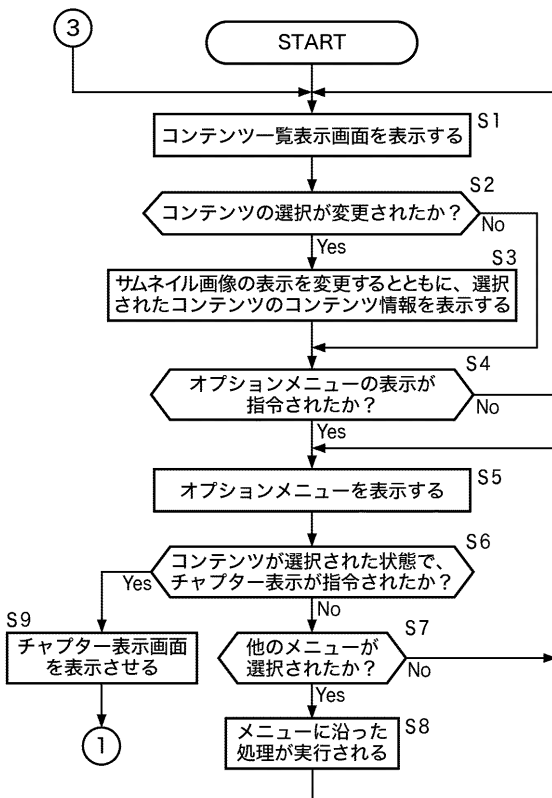 3
START
コンテンツ一覧表示画面を表示する
S1
コンテンツの選択が変更されたか?
S2
No
Yes
S3
サムネイル画像の表示を変更するとともに、選択
されたコンテンツのコンテンツ情報を表示する
S4
オプションメニューの表示が
指令されたか?
No
Yes
オプションメニューを表示する
S5
S6
コンテンツが選択された状態で、
チャプター表示が指令されたか?
Yes
No
S9
チャプター表示画面
を表示させる
S7
他のメニューが
選択されたか?
No
Yes
1
S8
メニューに沿った
処理が実行される